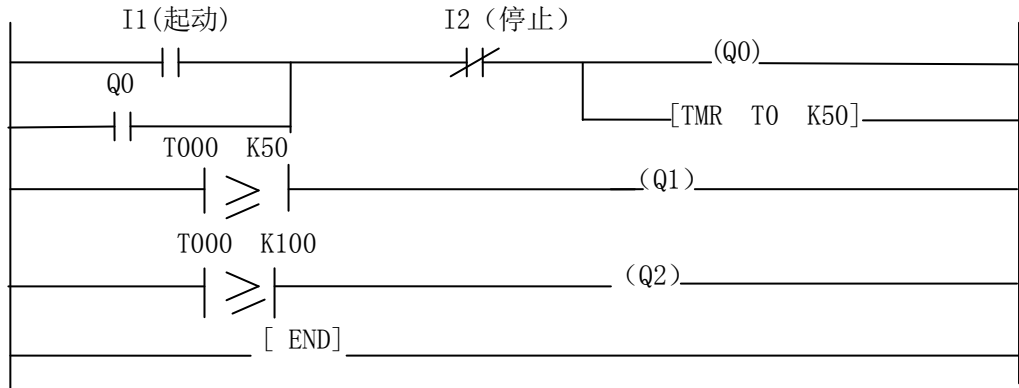 I1(起动) I2（停止）
(Q0)
Q0
[TMR T0 K50]
T000 K50
（Q1）
T000 K100
（Q2）
[ END]